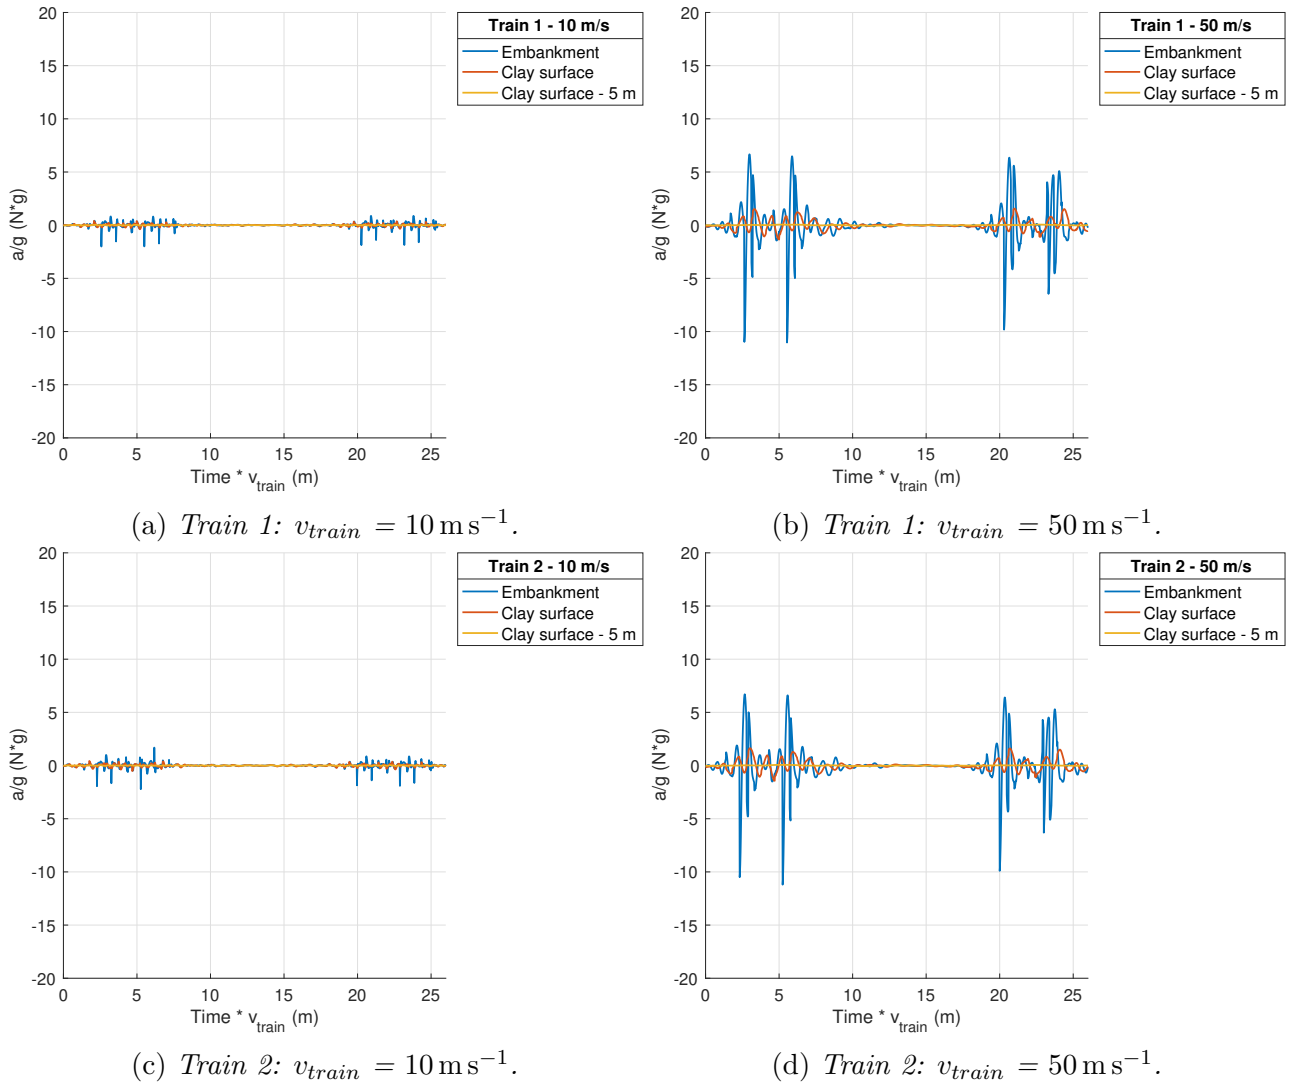 Train 1 - 10 m/s
Embankment
Clay surface
Clay surface - 5 m
20
15
10
5
0
-5
-10
-15
-20
a/g (N*g)
0 5 10 15 20 25
Time * v_train (m)
(a) Train 1: v_train = 10 m s^-1.
Train 1 - 50 m/s
Embankment
Clay surface
Clay surface - 5 m
20
15
10
5
0
-5
-10
-15
-20
a/g (N*g)
0 5 10 15 20 25
Time * v_train (m)
(b) Train 1: v_train = 50 m s^-1.
Train 2 - 10 m/s
Embankment
Clay surface
Clay surface - 5 m
20
15
10
5
0
-5
-10
-15
-20
a/g (N*g)
0 5 10 15 20 25
Time * v_train (m)
(c) Train 2: v_train = 10 m s^-1.
Train 2 - 50 m/s
Embankment
Clay surface
Clay surface - 5 m
20
15
10
5
0
-5
-10
-15
-20
a/g (N*g)
0 5 10 15 20 25
Time * v_train (m)
(d) Train 2: v_train = 50 m s^-1.